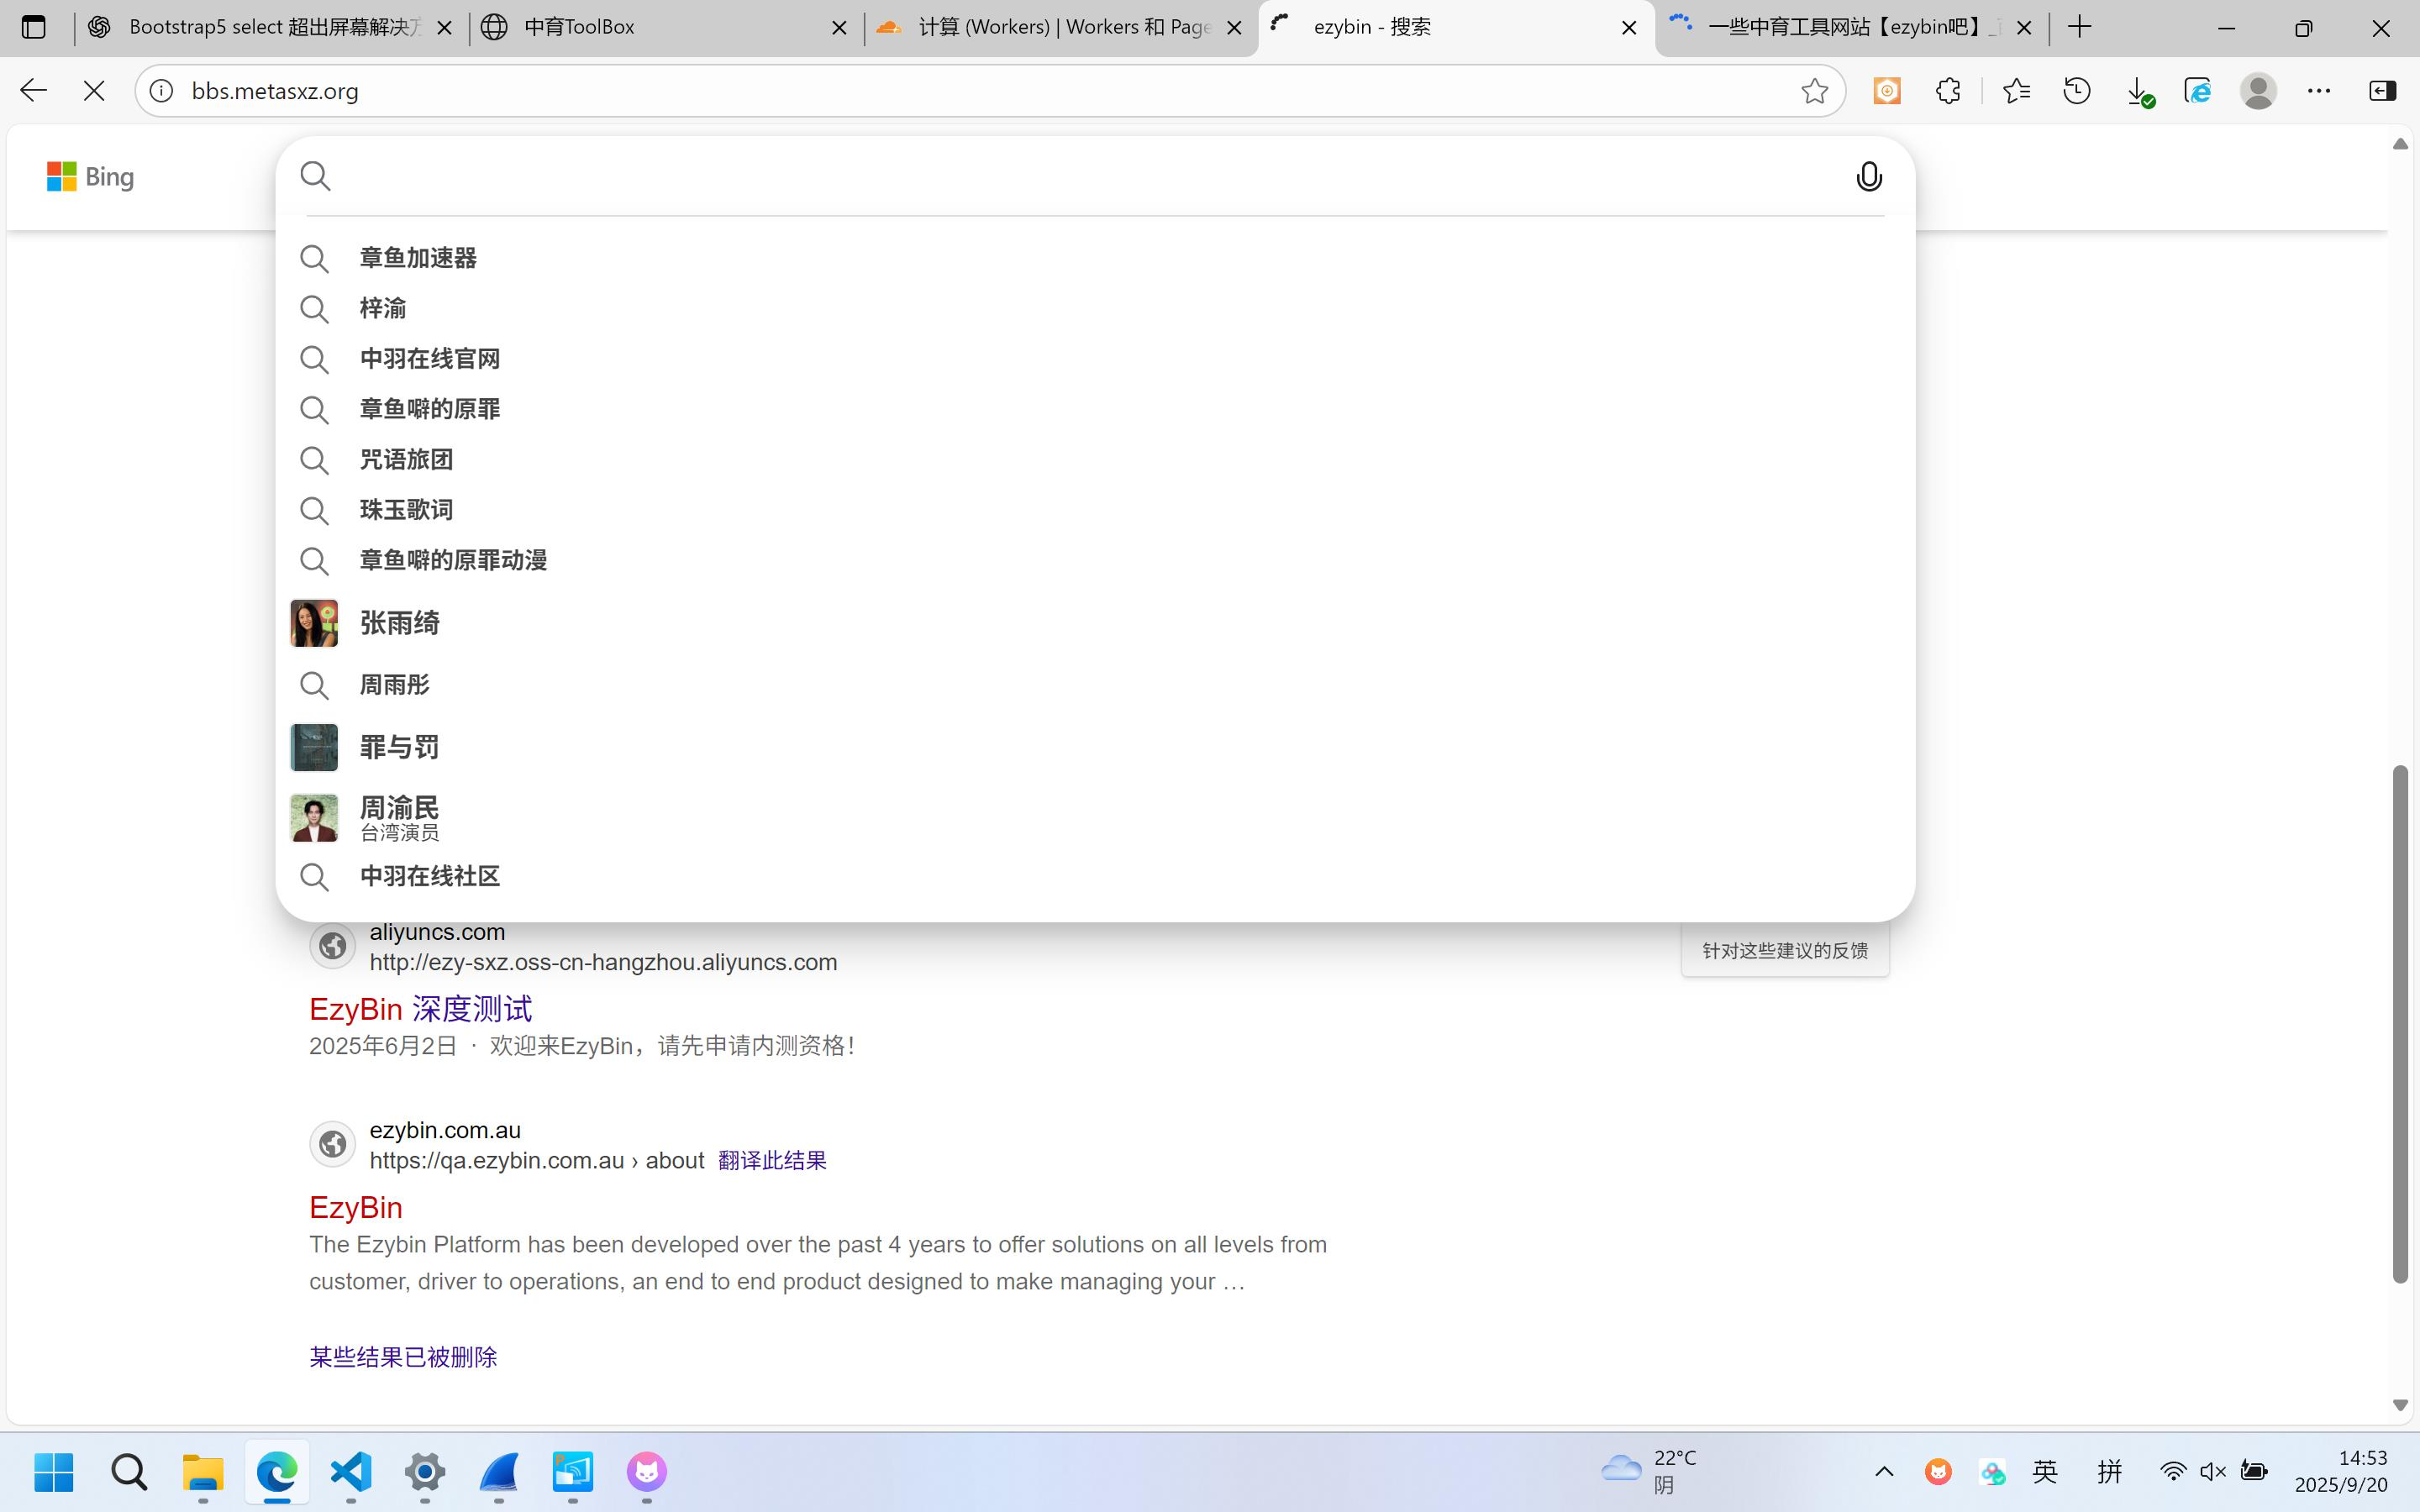 Bootstrap5 select 超出屏幕解决方
中育ToolBox
计算 (Workers) | Workers 和 Page
ezybin - 搜索
一些中育工具网站【ezybin吧】_
bbs.metasxz.org
Bing
章鱼加速器
梓渝
中羽在线官网
章鱼噼的原罪
咒语旅团
珠玉歌词
章鱼噼的原罪动漫
张雨绮
周雨彤
罪与罚
周渝民
台湾演员
中羽在线社区
针对这些建议的反馈
aliyuncs.com
http://ezy-sxz.oss-cn-hangzhou.aliyuncs.com
EzyBin 深度测试
2025年6月2日 · 欢迎来EzyBin，请先申请内测资格！
ezybin.com.au
https://qa.ezybin.com.au › about 翻译此结果
EzyBin
The Ezybin Platform has been developed over the past 4 years to offer solutions on all levels from
customer, driver to operations, an end to end product designed to make managing your …
某些结果已被删除
22°C
阴
英
拼
14:53
2025/9/20